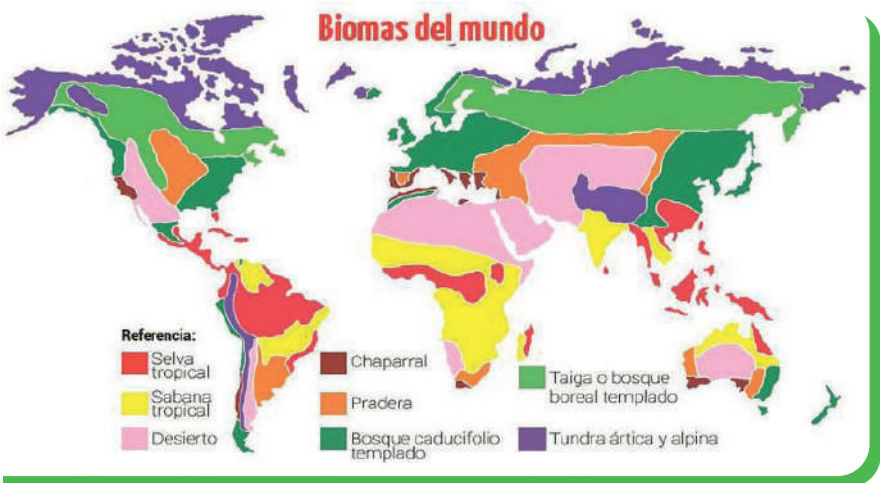 Biomas del mundo
Referencia:
Selva
tropical
Sabana
tropical
Desierto
Chaparral
Pradera
Bosque caducifolio
templado
Taiga o bosque
boreal templado
Tundra ártica y alpina